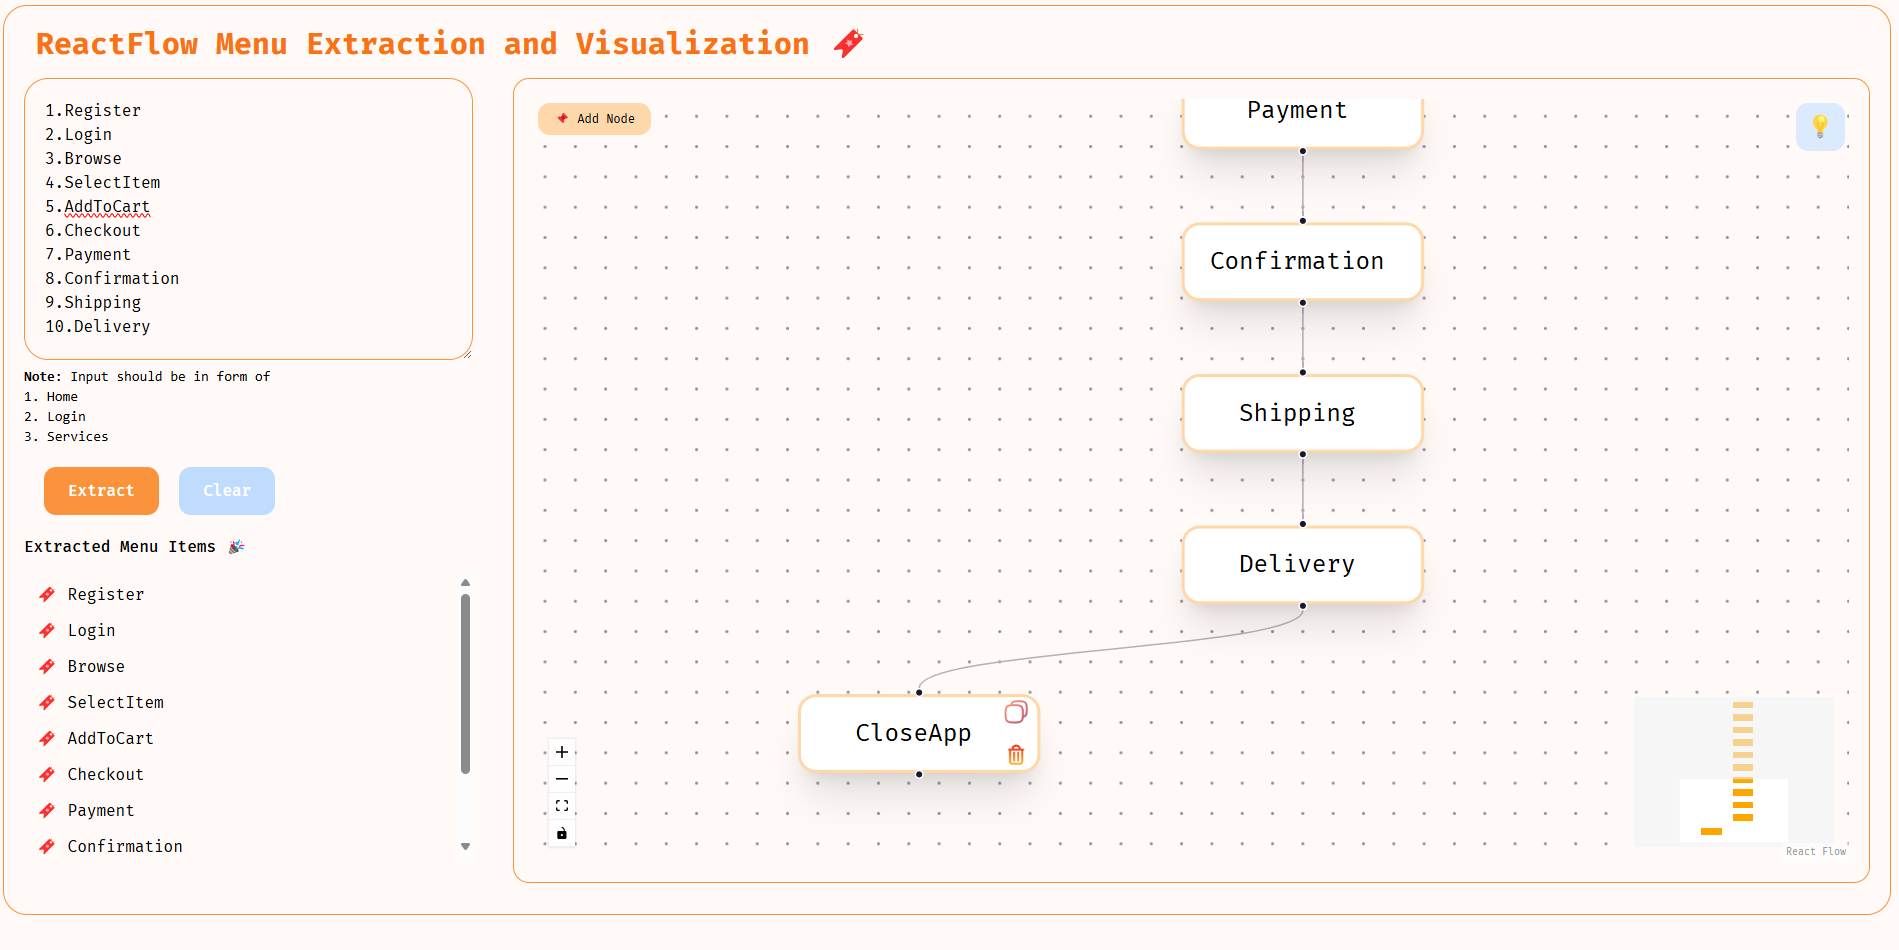 ReactFlow Menu Extraction and Visualization
1.Register
2.Login
3.Browse
4.SelectItem
5.AddToCart
6.Checkout
7.Payment
8.Confirmation
9.Shipping
10.Delivery
Note: Input should be in form of
1. Home
2. Login
3. Services
Extract
Clear
Extracted Menu Items
Register
Login
Browse
SelectItem
AddToCart
Checkout
Payment
Confirmation
Add Node
Payment
Confirmation
Shipping
Delivery
CloseApp
React Flow